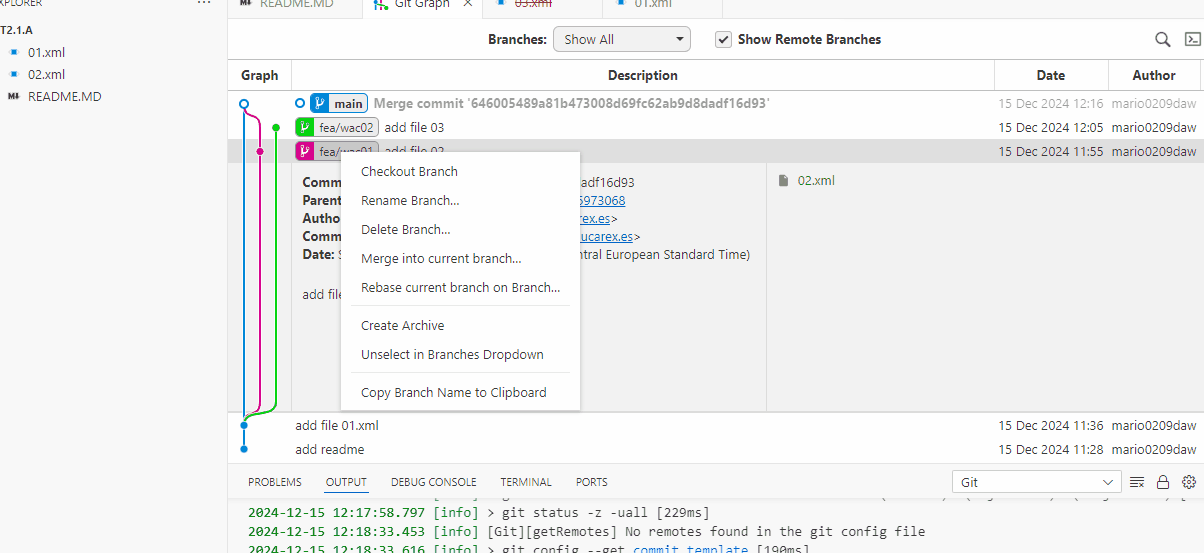 README.MD
Git Graph
03.xml
01.xml
T2.1.A
01.xml
02.xml
README.MD
Branches: Show All Show Remote Branches
Graph Description Date Author
main Merge commit '646005489a81b473008d69fc62ab9d8dadf16d93' 15 Dec 2024 12:16 mario0209daw
fea/wac02 add file 03 15 Dec 2024 12:05 mario0209daw
fea/wac01 add file 02 15 Dec 2024 11:55 mario0209daw
Comm adf16d93
Parent 5973068
Autho rex.es>
Comm ucarex.es>
Date: S ntral European Standard Time)
add file
02.xml
Checkout Branch
Rename Branch...
Delete Branch...
Merge into current branch...
Rebase current branch on Branch...
Create Archive
Unselect in Branches Dropdown
Copy Branch Name to Clipboard
add file 01.xml 15 Dec 2024 11:36 mario0209daw
add readme 15 Dec 2024 11:28 mario0209daw
PROBLEMS OUTPUT DEBUG CONSOLE TERMINAL PORTS Git
2024-12-15 12:17:58.797 [info] > git status -z -uall [229ms]
2024-12-15 12:18:33.453 [info] [Git][getRemotes] No remotes found in the git config file
2024-12-15 12:18:33.616 [info] > git config --get commit.template [190ms]